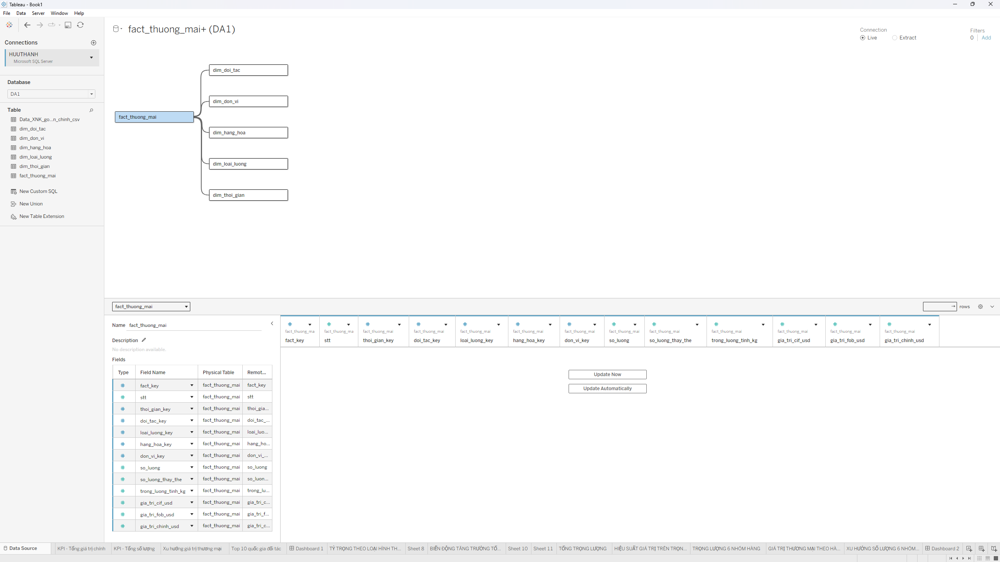 Tableau - Book1
File Data Server Window Help
Connections
HUUTHANH
Microsoft SQL Server
Database
DA1
Table
Data_XNK_go...n_chinh_csv
dim_doi_tac
dim_don_vi
dim_hang_hoa
dim_loai_luong
dim_thoi_gian
fact_thuong_mai
New Custom SQL
New Union
New Table Extension
fact_thuong_mai+ (DA1)
Connection
Live Extract
Filters
0 Add
fact_thuong_mai
dim_doi_tac
dim_don_vi
dim_hang_hoa
dim_loai_luong
dim_thoi_gian
fact_thuong_mai
rows
Name fact_thuong_mai
Description
No description available.
Fields
Type Field Name Physical Table Remot...
fact_key fact_thuong_mai fact_key
stt fact_thuong_mai stt
thoi_gian_key fact_thuong_mai thoi_gia...
doi_tac_key fact_thuong_mai doi_tac_...
loai_luong_key fact_thuong_mai loai_luo...
hang_hoa_key fact_thuong_mai hang_ho...
don_vi_key fact_thuong_mai don_vi_...
so_luong fact_thuong_mai so_luong
so_luong_thay_the fact_thuong_mai so_luon...
trong_luong_tinh_kg fact_thuong_mai trong_lu...
gia_tri_cif_usd fact_thuong_mai gia_tri_c...
gia_tri_fob_usd fact_thuong_mai gia_tri_f...
gia_tri_chinh_usd fact_thuong_mai gia_tri_c...
fact_thuong_ma fact_thuong_ma fact_thuong_mai fact_thuong_mai fact_thuong_mai fact_thuong_mai fact_thuong_mai fact_thuong_mai fact_thuong_mai fact_thuong_mai fact_thuong_mai fact_thuong_mai fact_thuong_mai
fact_key stt thoi_gian_key doi_tac_key loai_luong_key hang_hoa_key don_vi_key so_luong so_luong_thay_the trong_luong_tinh_kg gia_tri_cif_usd gia_tri_fob_usd gia_tri_chinh_usd
Update Now
Update Automatically
Data Source KPI - Tổng giá trị chính KPI - Tổng số lượng Xu hướng giá trị thương mại Top 10 quốc gia đối tác Dashboard 1 TỶ TRỌNG THEO LOẠI HÌNH TH... Sheet 8 BIẾN ĐỘNG TĂNG TRƯỞNG TỔ... Sheet 10 Sheet 11 TỔNG TRỌNG LƯỢNG HIỆU SUẤT GIÁ TRỊ TRÊN TRỌN... TRỌNG LƯỢNG 6 NHÓM HÀNG GIÁ TRỊ THƯƠNG MẠI THEO HÀ... XU HƯỚNG SỐ LƯỢNG 6 NHÓM... Dashboard 2